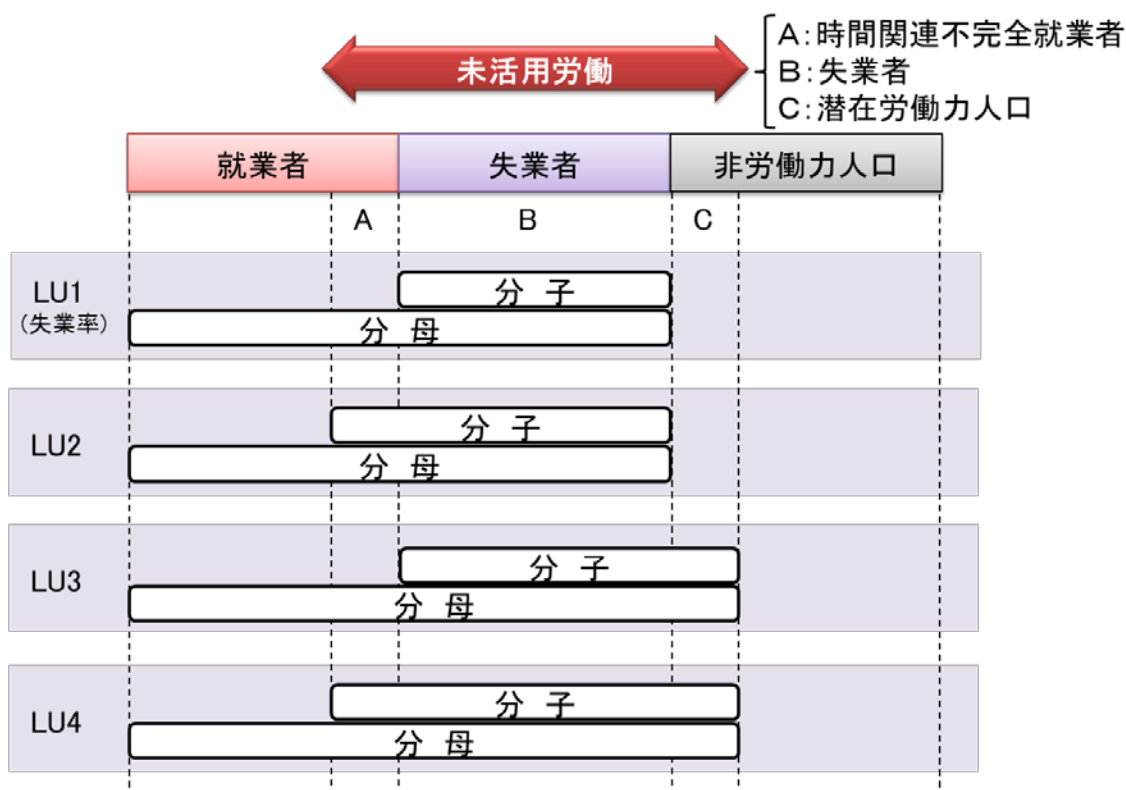 A：時間関連不完全就業者
未活用労働
B：失業者
C：潜在労働力人口
就業者
失業者
非労働力人口
A
B
C
LU1
（失業率）
分 子
分 母
LU2
分 子
分 母
LU3
分 子
分 母
LU4
分 子
分 母